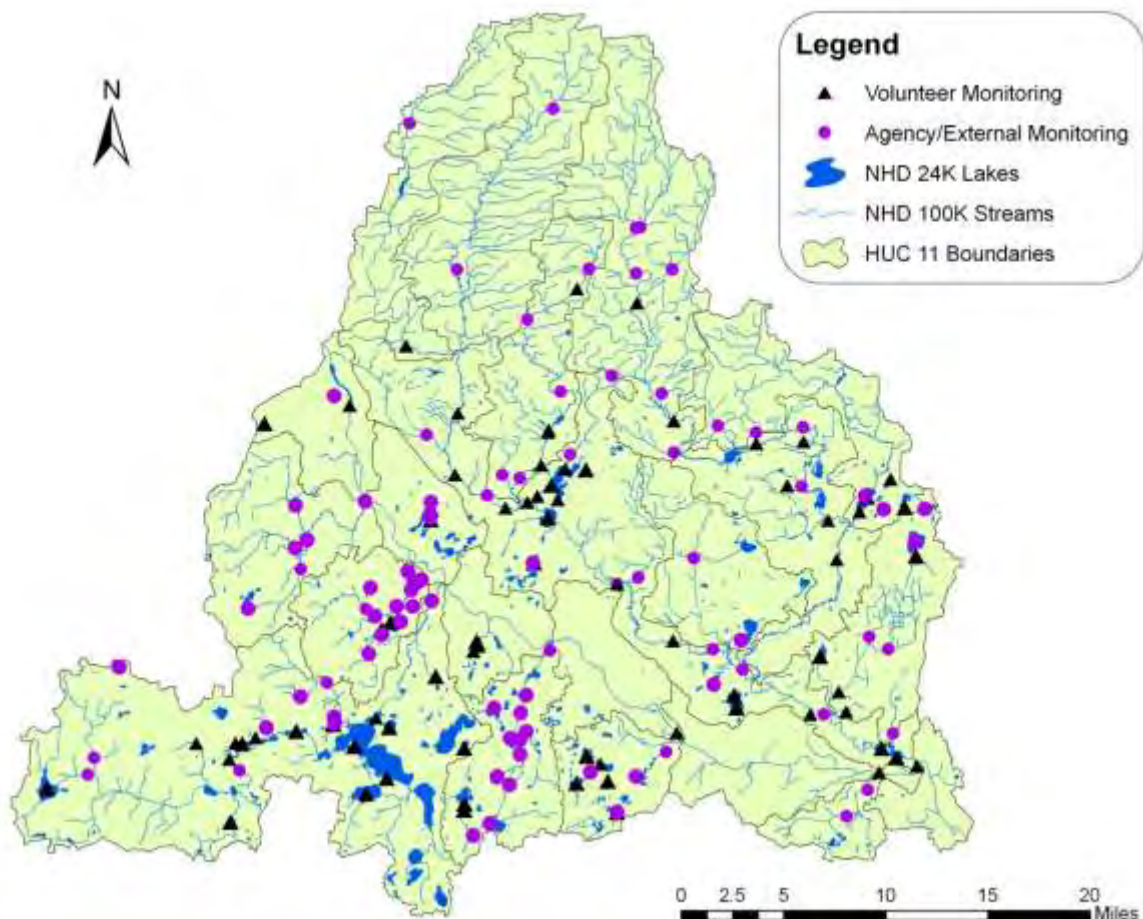 Legend
N
Volunteer Monitoring
Agency/External Monitoring
NHD 24K Lakes
NHD 100K Streams
HUC 11 Boundaries
0 2.5 5 10 15 20
Miles